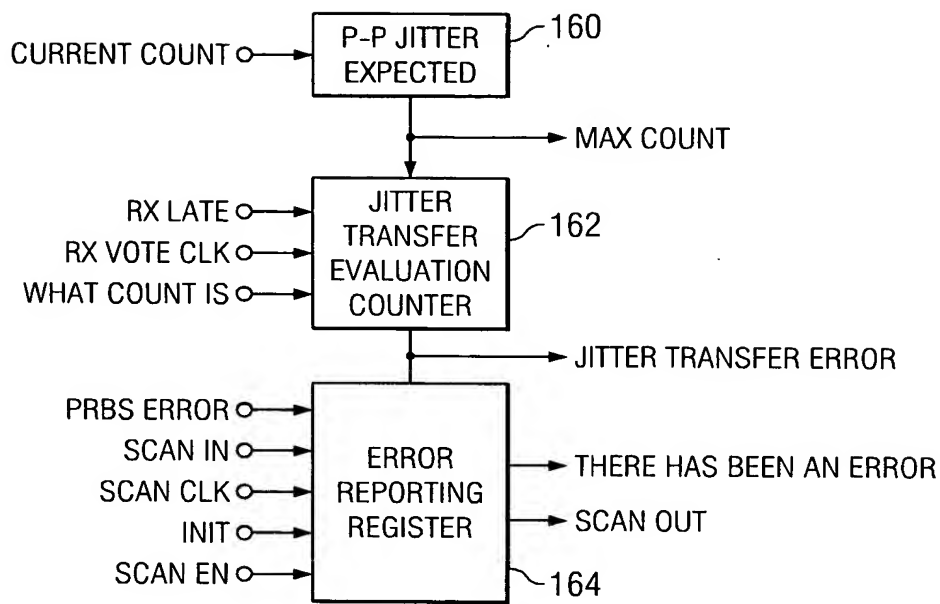 P-P JITTER
EXPECTED
160
CURRENT COUNT
MAX COUNT
RX LATE
RX VOTE CLK
WHAT COUNT IS
JITTER
TRANSFER
EVALUATION
COUNTER
162
JITTER TRANSFER ERROR
PRBS ERROR
SCAN IN
SCAN CLK
INIT
SCAN EN
ERROR
REPORTING
REGISTER
THERE HAS BEEN AN ERROR
SCAN OUT
164